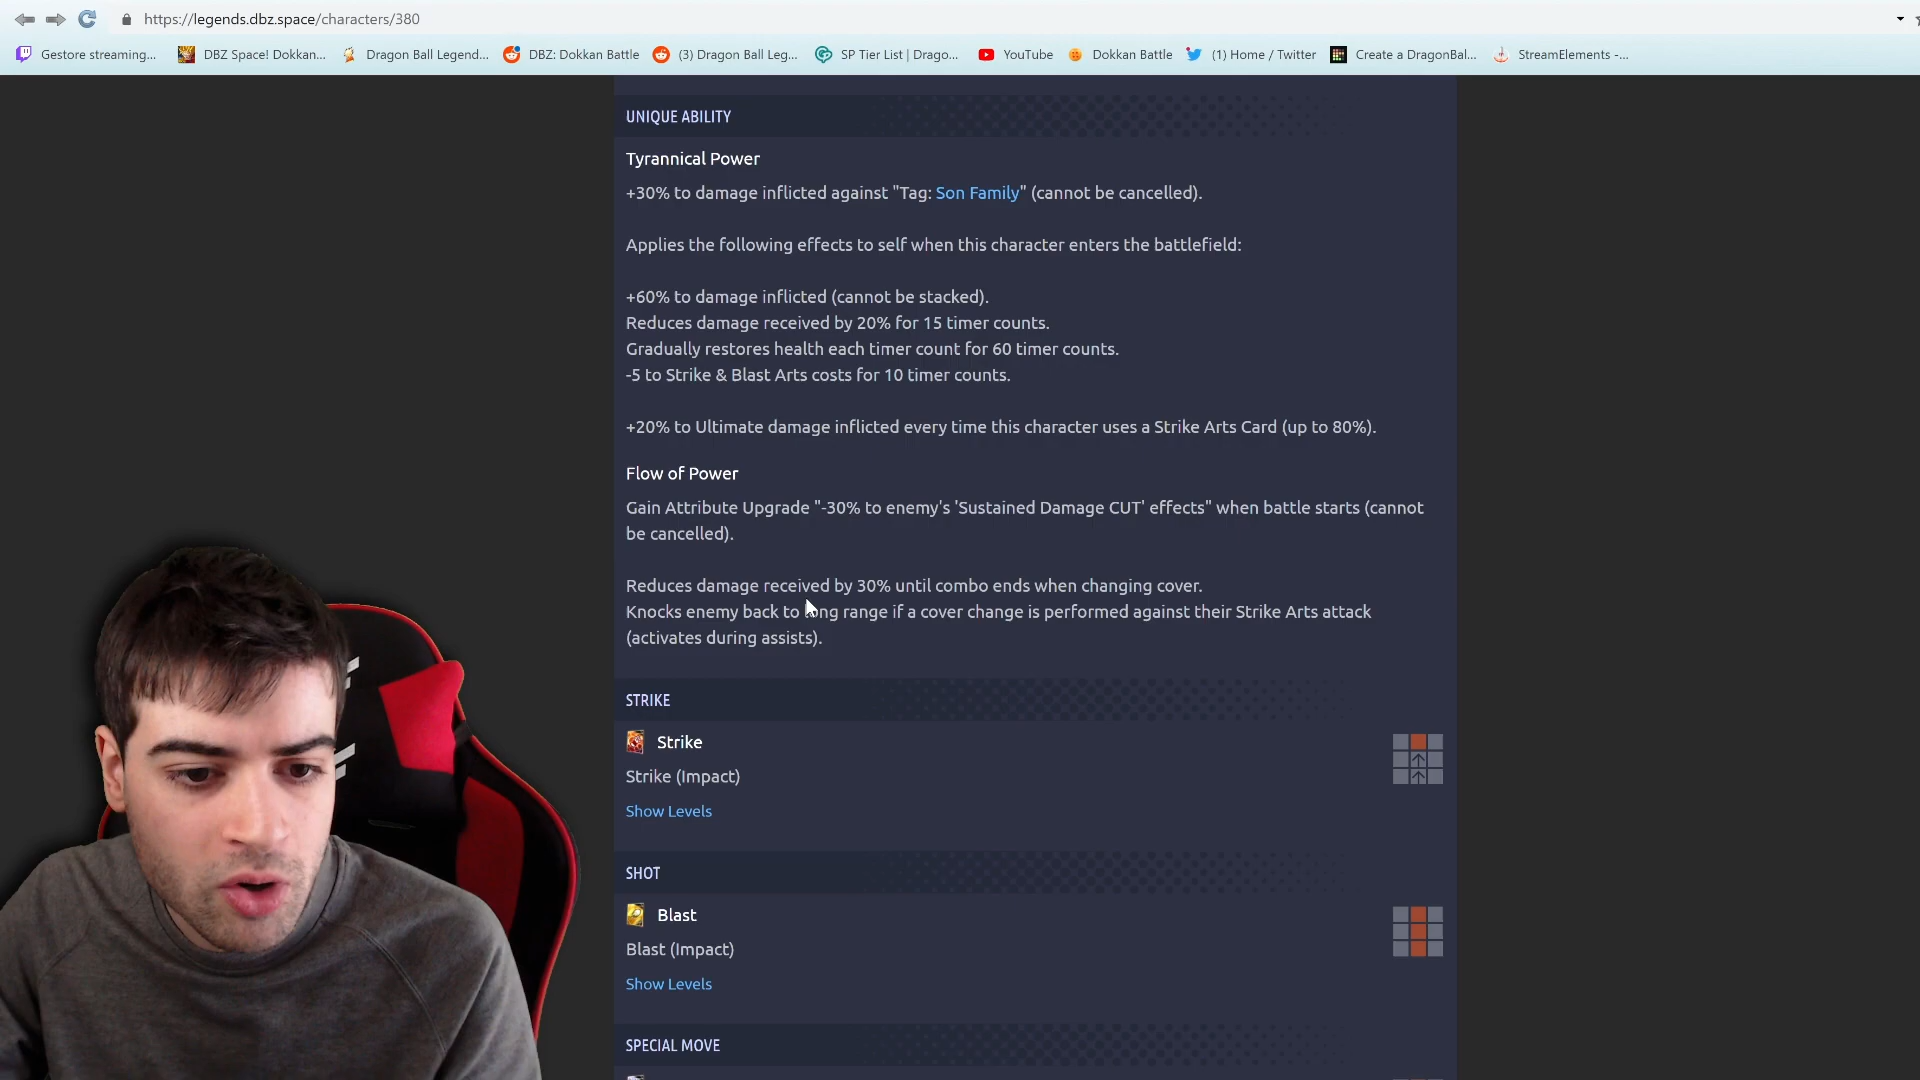 https://legends.dbz.space/characters/380
Gestore streaming...
DBZ Space! Dokkan...
Dragon Ball Legend...
DBZ: Dokkan Battle
(3) Dragon Ball Leg...
SP Tier List | Drago...
YouTube
Dokkan Battle
(1) Home / Twitter
Create a DragonBal...
StreamElements -...
UNIQUE ABILITY
Tyrannical Power
+30% to damage inflicted against "Tag: Son Family" (cannot be cancelled).
Applies the following effects to self when this character enters the battlefield:
+60% to damage inflicted (cannot be stacked).
Reduces damage received by 20% for 15 timer counts.
Gradually restores health each timer count for 60 timer counts.
-5 to Strike & Blast Arts costs for 10 timer counts.
+20% to Ultimate damage inflicted every time this character uses a Strike Arts Card (up to 80%).
Flow of Power
Gain Attribute Upgrade "-30% to enemy's 'Sustained Damage CUT' effects" when battle starts (cannot
be cancelled).
Reduces damage received by 30% until combo ends when changing cover.
Knocks enemy back to long range if a cover change is performed against their Strike Arts attack
(activates during assists).
STRIKE
Strike
Strike (Impact)
Show Levels
SHOT
Blast
Blast (Impact)
Show Levels
SPECIAL MOVE